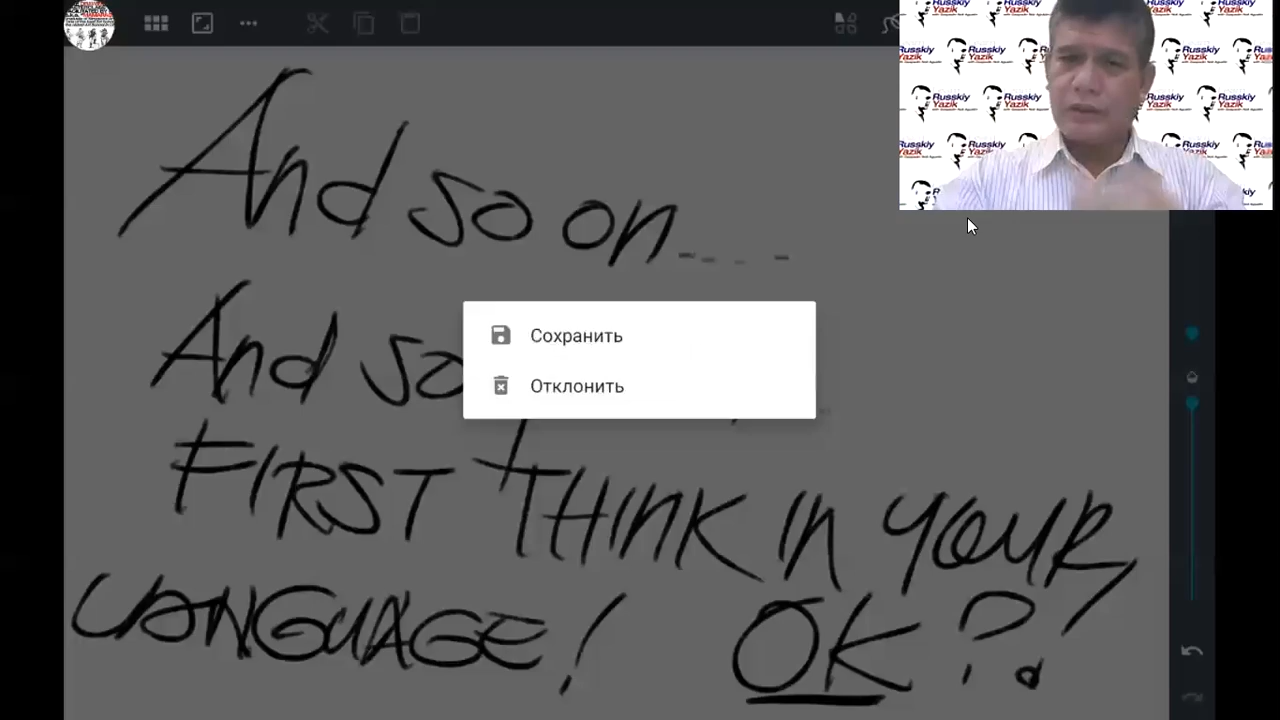 And so on....
And so
FIRST THINK IN YOUR
LANGUAGE! OK?!
Сохранить
Отклонить
Russkiy
Yazik